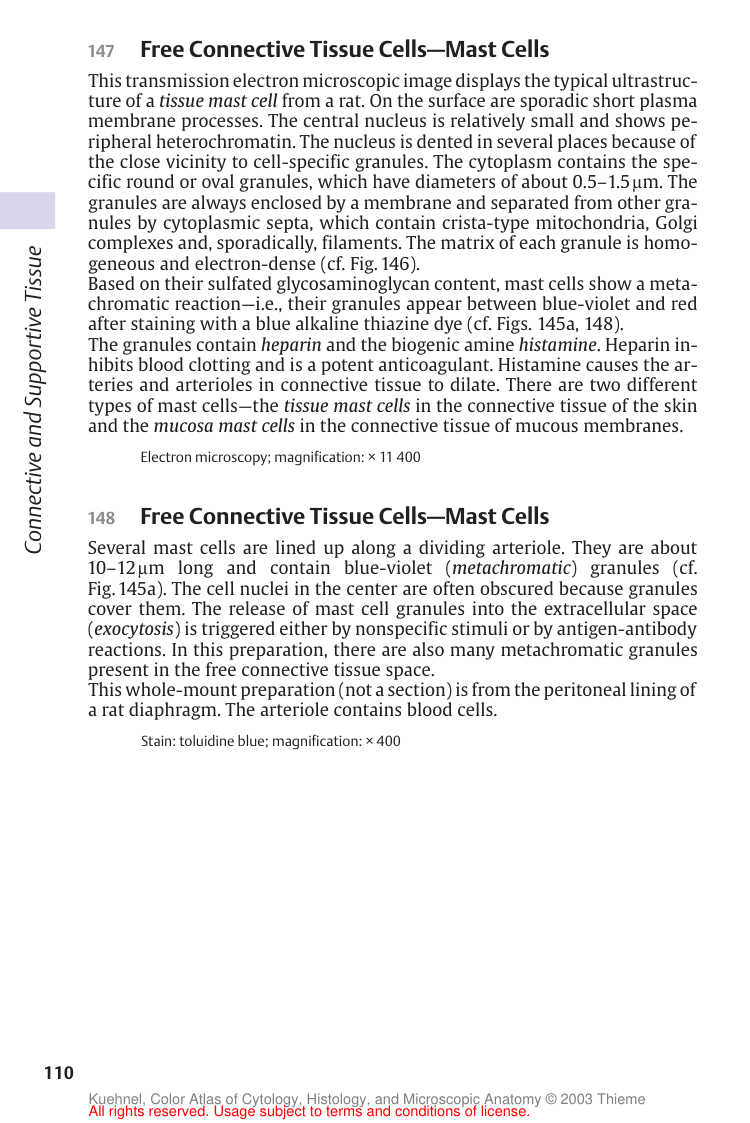 147 Free Connective Tissue Cells—Mast Cells
This transmission electron microscopic image displays the typical ultrastruc-
ture of a tissue mast cell from a rat. On the surface are sporadic short plasma
membrane processes. The central nucleus is relatively small and shows pe-
ripheral heterochromatin. The nucleus is dented in several places because of
the close vicinity to cell-specific granules. The cytoplasm contains the spe-
cific round or oval granules, which have diameters of about 0.5–1.5 μm. The
granules are always enclosed by a membrane and separated from other gra-
nules by cytoplasmic septa, which contain crista-type mitochondria, Golgi
complexes and, sporadically, filaments. The matrix of each granule is homo-
geneous and electron-dense (cf. Fig. 146).
Based on their sulfated glycosaminoglycan content, mast cells show a meta-
chromatic reaction—i.e., their granules appear between blue-violet and red
after staining with a blue alkaline thiazine dye (cf. Figs. 145a, 148).
The granules contain heparin and the biogenic amine histamine. Heparin in-
hibits blood clotting and is a potent anticoagulant. Histamine causes the ar-
teries and arterioles in connective tissue to dilate. There are two different
types of mast cells—the tissue mast cells in the connective tissue of the skin
and the mucosa mast cells in the connective tissue of mucous membranes.
Electron microscopy; magnification: × 11 400
148 Free Connective Tissue Cells—Mast Cells
Several mast cells are lined up along a dividing arteriole. They are about
10–12 μm long and contain blue-violet (metachromatic) granules (cf.
Fig. 145a). The cell nuclei in the center are often obscured because granules
cover them. The release of mast cell granules into the extracellular space
(exocytosis) is triggered either by nonspecific stimuli or by antigen-antibody
reactions. In this preparation, there are also many metachromatic granules
present in the free connective tissue space.
This whole-mount preparation (not a section) is from the peritoneal lining of
a rat diaphragm. The arteriole contains blood cells.
Stain: toluidine blue; magnification: × 400
Connective and Supportive Tissue
110
Kuehnel, Color Atlas of Cytology, Histology, and Microscopic Anatomy © 2003 Thieme
All rights reserved. Usage subject to terms and conditions of license.